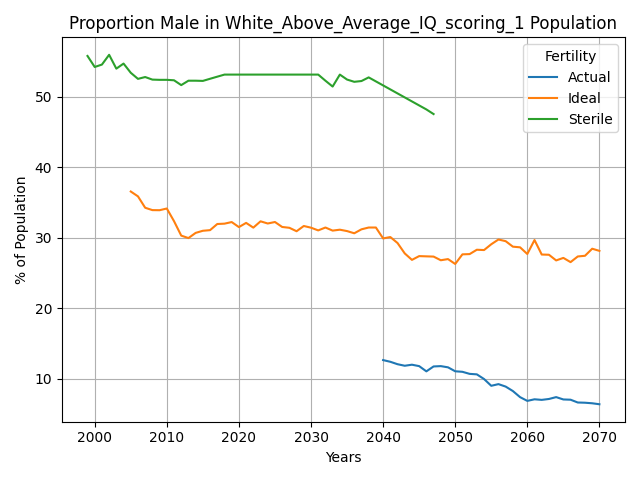 Proportion Male in White_Above_Average_IQ_scoring_1 Population
Fertility
Actual
Ideal
Sterile
% of Population
50
40
30
20
10
2000 2010 2020 2030 2040 2050 2060 2070
Years